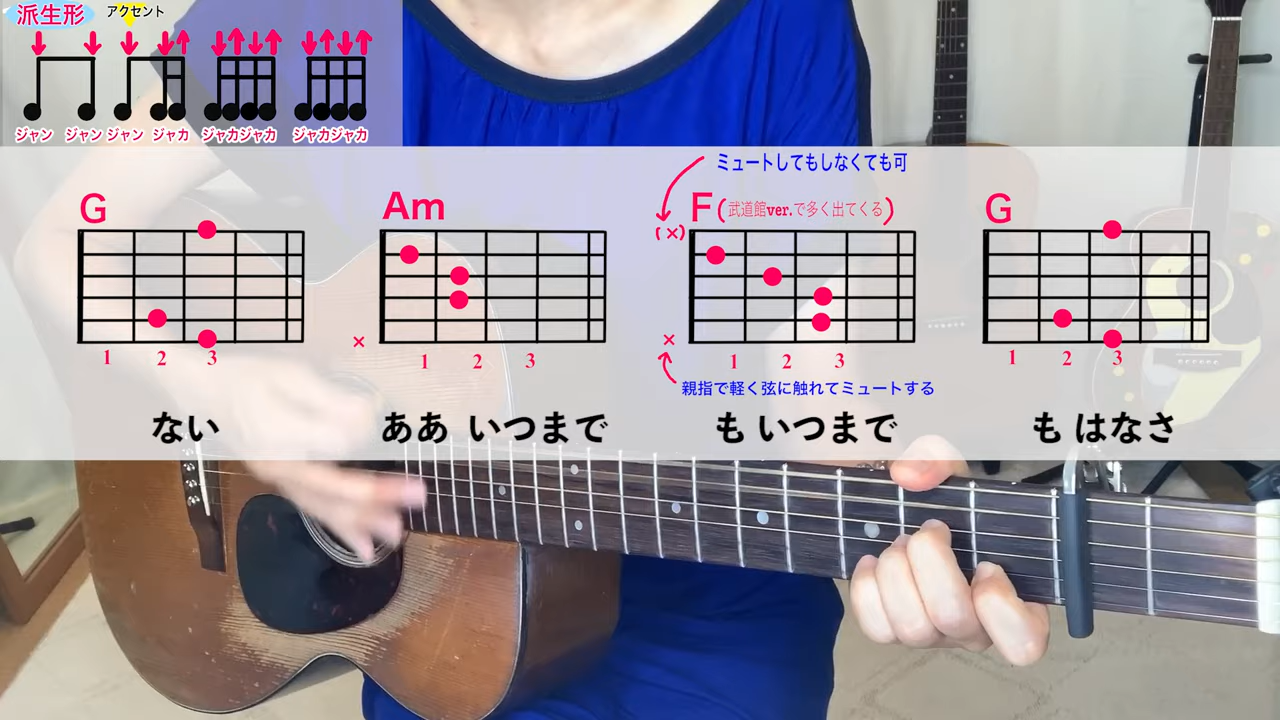 派生形 アクセント
ジャン ジャン ジャン ジャカ ジャカジャカ ジャカジャカ
ミュートしてもしなくても可
G
Am
F(武道館ver.で多く出てくる)
G
(×)
×
×
1 2 3
1 2 3
1 2 3
1 2 3
親指で軽く弦に触れてミュートする
ない
ああ いつまで
も いつまで
も はなさ